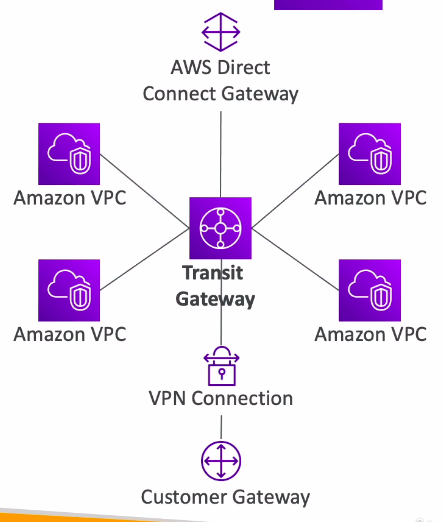 AWS Direct
Connect Gateway
Amazon VPC
Amazon VPC
Transit
Gateway
Amazon VPC
Amazon VPC
VPN Connection
Customer Gateway